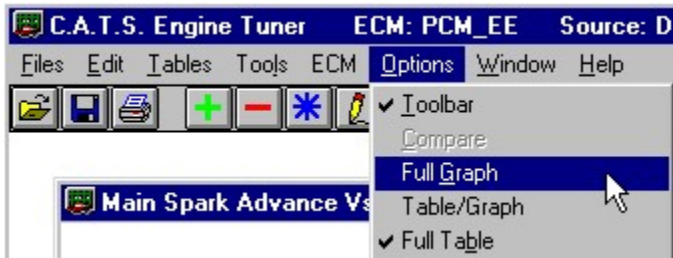 C.A.T.S. Engine Tuner ECM: PCM_EE Source: D
Files Edit Tables Tools ECM Options Window Help
Toolbar
Compare
Full Graph
Main Spark Advance Vs
Table/Graph
Full Table